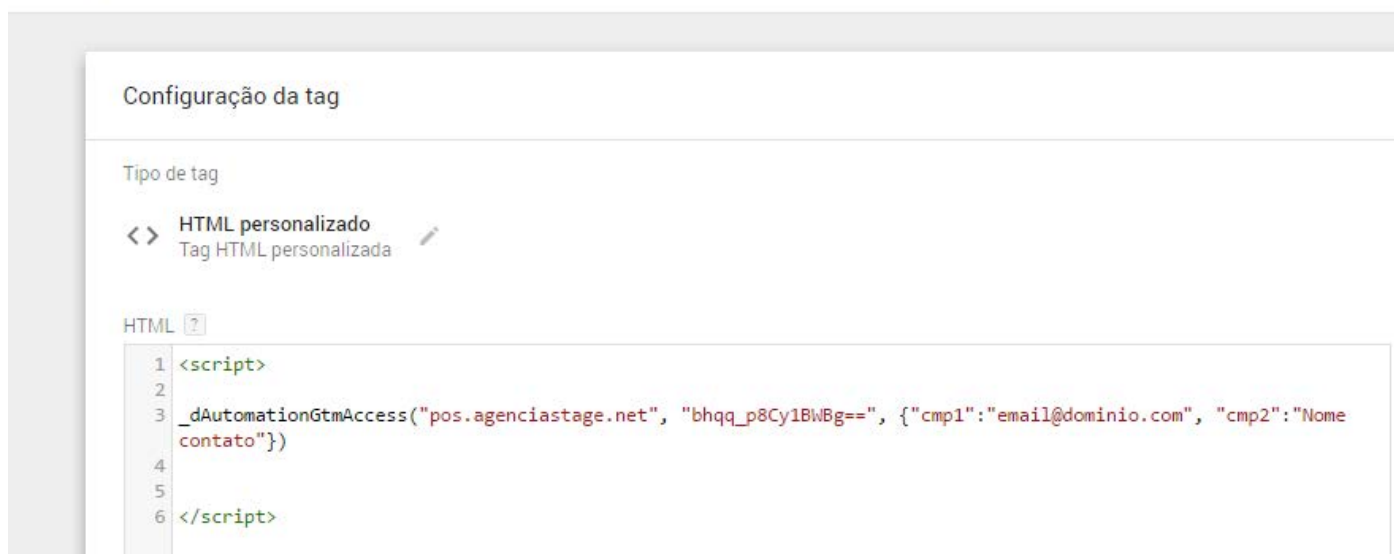 Configuração da tag
Tipo de tag
<> HTML personalizado
Tag HTML personalizada
HTML ?
1 <script>
2
3 _dAutomationGtmAccess("pos.agenciastage.net", "bhqq_p8Cy1BWBg==", {"cmp1":"email@dominio.com", "cmp2":"Nome
contato"})
4
5
6 </script>